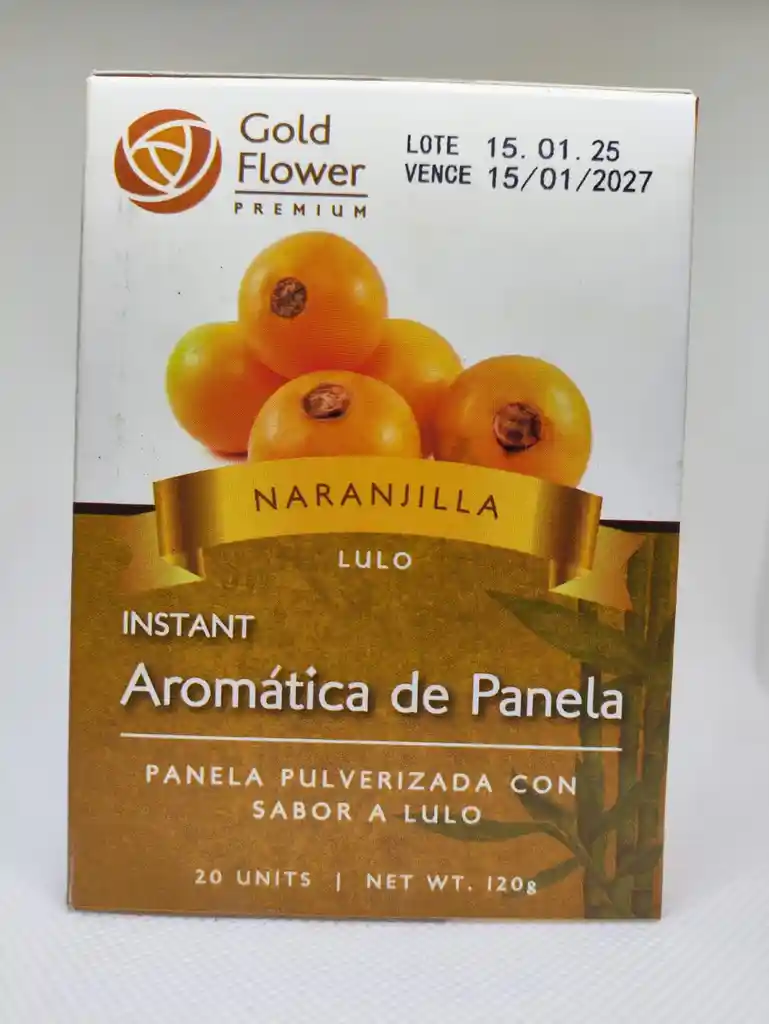 Gold
Flower
PREMIUM
LOTE 15. 01. 25
VENCE 15/01/2027
NARANJILLA
LULO
INSTANT
Aromática de Panela
PANELA PULVERIZADA CON
SABOR A LULO
20 UNITS | NET WT. 120g